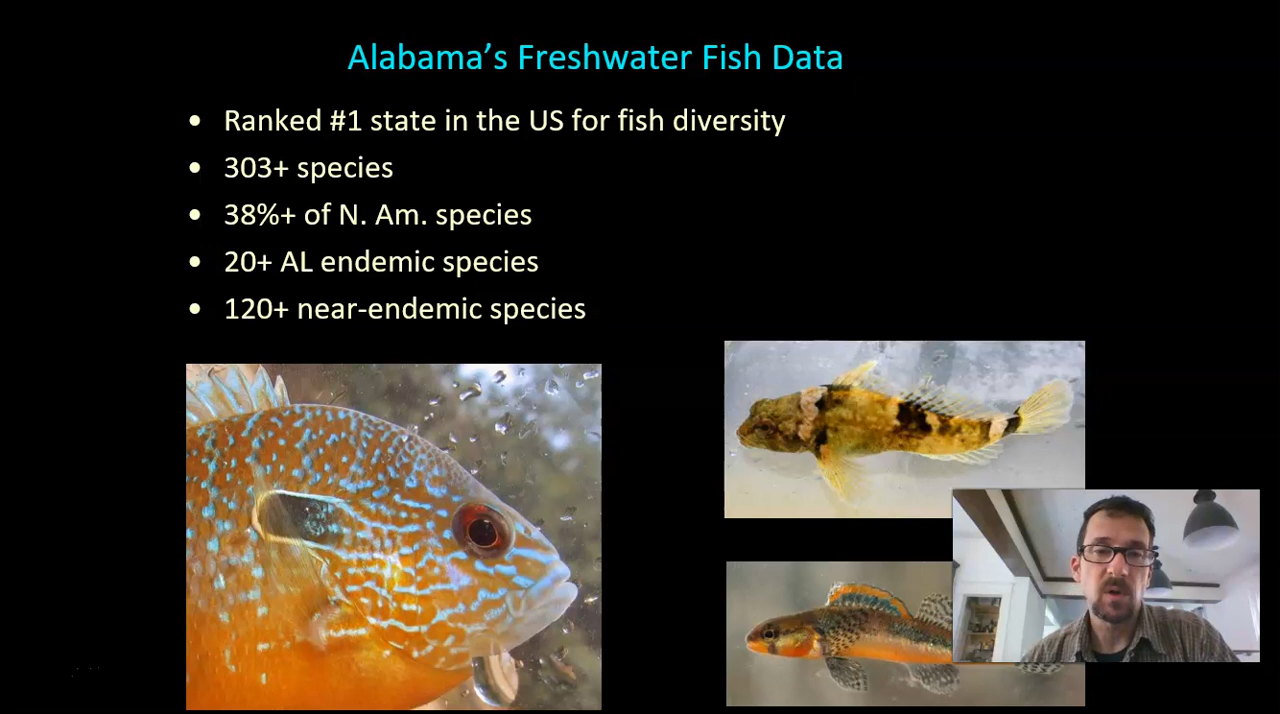 Alabama’s Freshwater Fish Data
• Ranked #1 state in the US for fish diversity
• 303+ species
• 38%+ of N. Am. species
• 20+ AL endemic species
• 120+ near-endemic species